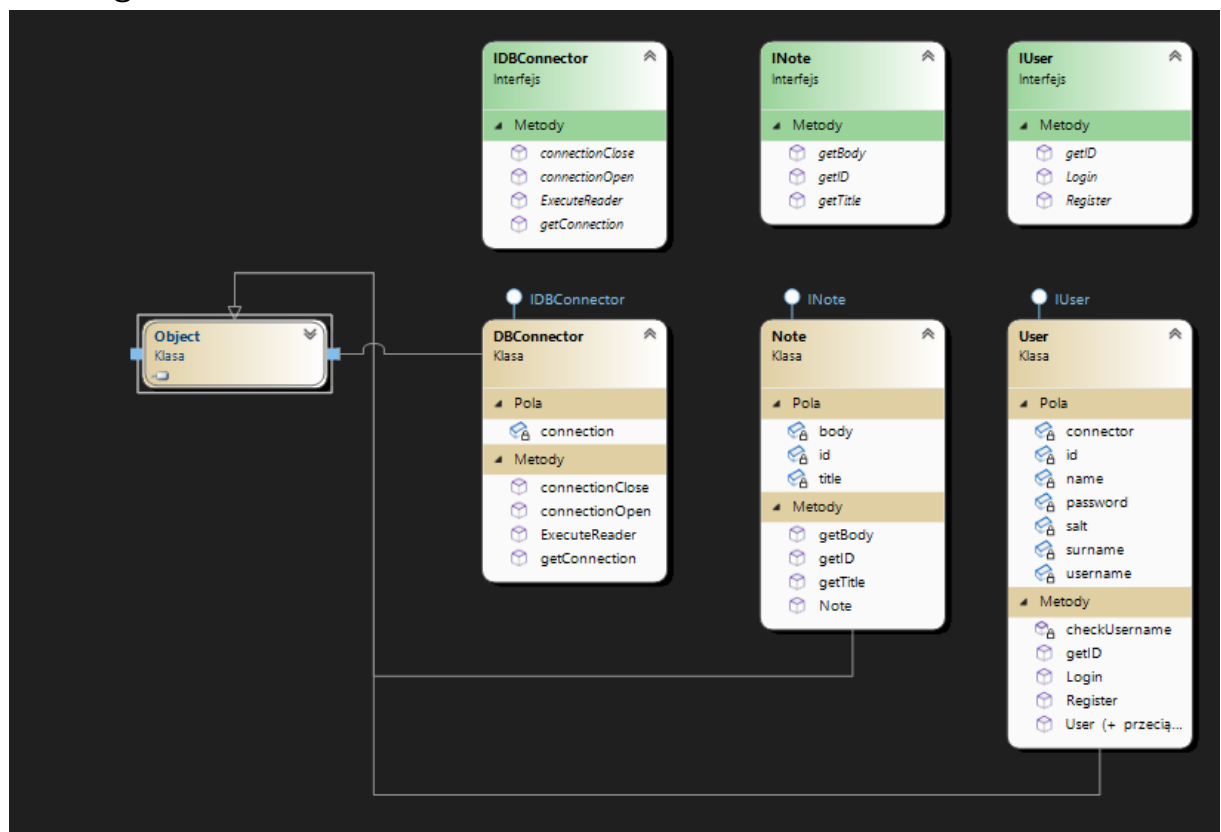 IDBConnector
Interfejs
Metody
connectionClose
connectionOpen
ExecuteReader
getConnection
INote
Interfejs
Metody
getBody
getID
getTitle
IUser
Interfejs
Metody
getID
Login
Register
Object
Klasa
IDBConnector
DBConnector
Klasa
Pola
connection
Metody
connectionClose
connectionOpen
ExecuteReader
getConnection
INote
Note
Klasa
Pola
body
id
title
Metody
getBody
getID
getTitle
Note
IUser
User
Klasa
Pola
connector
id
name
password
salt
surname
username
Metody
checkUsername
getID
Login
Register
User (+ przecią...